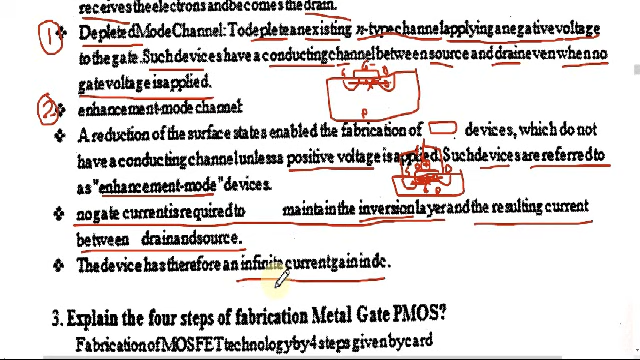 receives the electrons and becomes the drain.
1 Depleted Mode Channel: To deplete an existing n-type channel applying a negative voltage
to the gate. Such devices have a conducting channel between source and drain even when no
gate voltage is applied.
2 enhancement-mode channel:
A reduction of the surface states enabled the fabrication of devices, which do not
have a conducting channel unless a positive voltage is applied. Such devices are referred to
as "enhancement-mode" devices.
no gate current is required to maintain the inversion layer and the resulting current
between drain and source.
The device has therefore an infinite current gain in dc.
3. Explain the four steps of fabrication Metal Gate PMOS?
Fabrication of MOSFET technology by 4 steps given by card